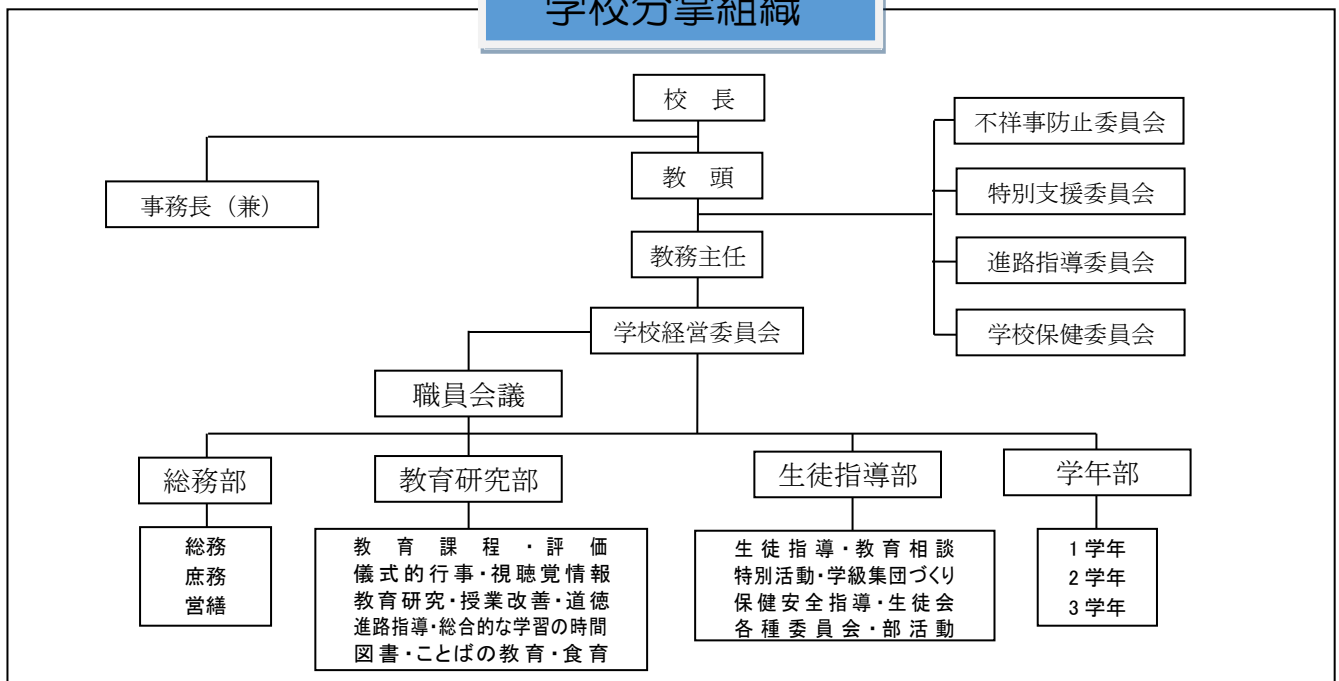 学校分掌組織
校　長
不祥事防止委員会
教　頭
事務長（兼）
特別支援委員会
教務主任
進路指導委員会
学校経営委員会
学校保健委員会
職員会議
総務部
教育研究部
生徒指導部
学年部
総務
庶務
営繕
教育課程・評価
儀式的行事・視聴覚情報
教育研究・授業改善・道徳
進路指導・総合的な学習の時間
図書・ことばの教育・食育
生徒指導・教育相談
特別活動・学級集団づくり
保健安全指導・生徒会
各種委員会・部活動
1 学年
2 学年
3 学年